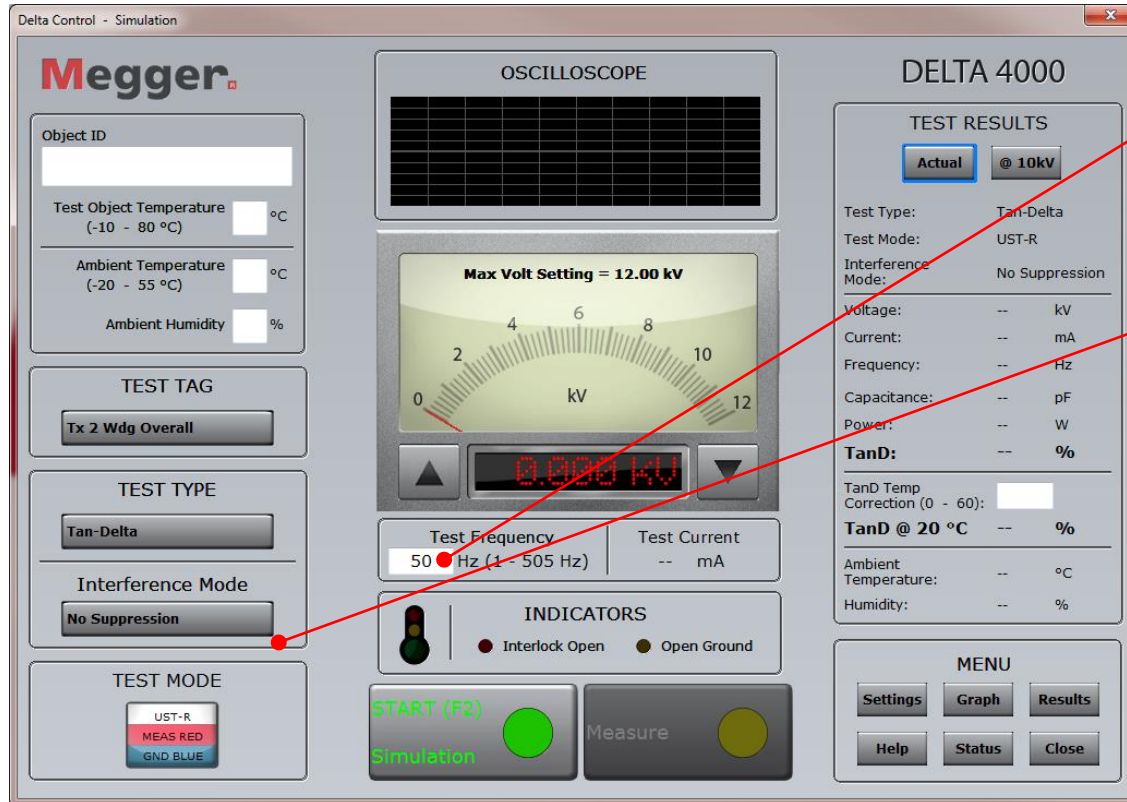 Delta Control - Simulation
Megger
Object ID
Test Object Temperature
(-10 - 80 ºC)
ºC
Ambient Temperature
(-20 - 55 ºC)
ºC
Ambient Humidity
%
TEST TAG
Tx 2 Wdg Overall
TEST TYPE
Tan-Delta
Interference Mode
No Suppression
TEST MODE
UST-R
MEAS RED
GND BLUE
OSCILLOSCOPE
Max Volt Setting = 12.00 kV
0 2 4 6 8 10 12
kV
0.000 kV
Test Frequency
50 Hz (1 - 505 Hz)
Test Current
-- mA
INDICATORS
Interlock Open
Open Ground
START (F2)
Simulation
Measure
DELTA 4000
TEST RESULTS
Actual
@ 10kV
Test Type: Tan-Delta
Test Mode: UST-R
Interference
Mode: No Suppression
Voltage: -- kV
Current: -- mA
Frequency: -- Hz
Capacitance: -- pF
Power: -- W
TanD: -- %
TanD Temp
Correction (0 - 60):
TanD @ 20 ºC -- %
Ambient
Temperature: -- ºC
Humidity: -- %
MENU
Settings Graph Results
Help Status Close